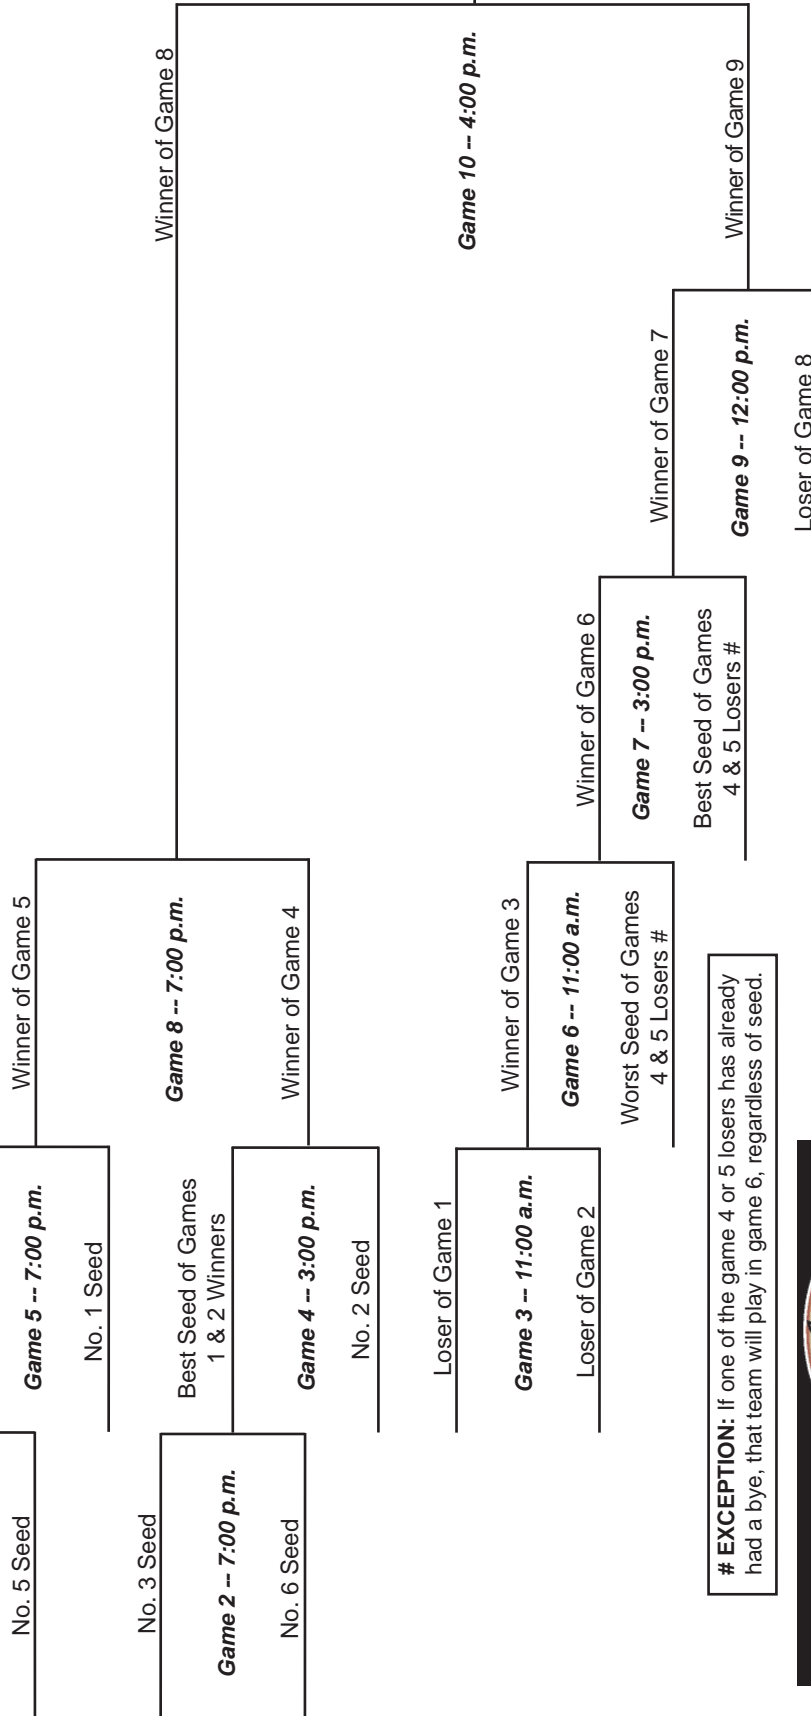 No. 5 Seed
Game 5 -- 7:00 p.m.
No. 1 Seed
Winner of Game 5
No. 3 Seed
Game 2 -- 7:00 p.m.
No. 6 Seed
Best Seed of Games
1 & 2 Winners
Game 4 -- 3:00 p.m.
No. 2 Seed
Game 8 -- 7:00 p.m.
Winner of Game 4
Winner of Game 8
Game 10 -- 4:00 p.m.
Loser of Game 1
Game 3 -- 11:00 a.m.
Loser of Game 2
Winner of Game 3
Game 6 -- 11:00 a.m.
Worst Seed of Games
4 & 5 Losers #
Winner of Game 6
Game 7 -- 3:00 p.m.
Best Seed of Games
4 & 5 Losers #
Winner of Game 7
Game 9 -- 12:00 p.m.
Loser of Game 8
Winner of Game 9
# EXCEPTION: If one of the game 4 or 5 losers has already
had a bye, that team will play in game 6, regardless of seed.